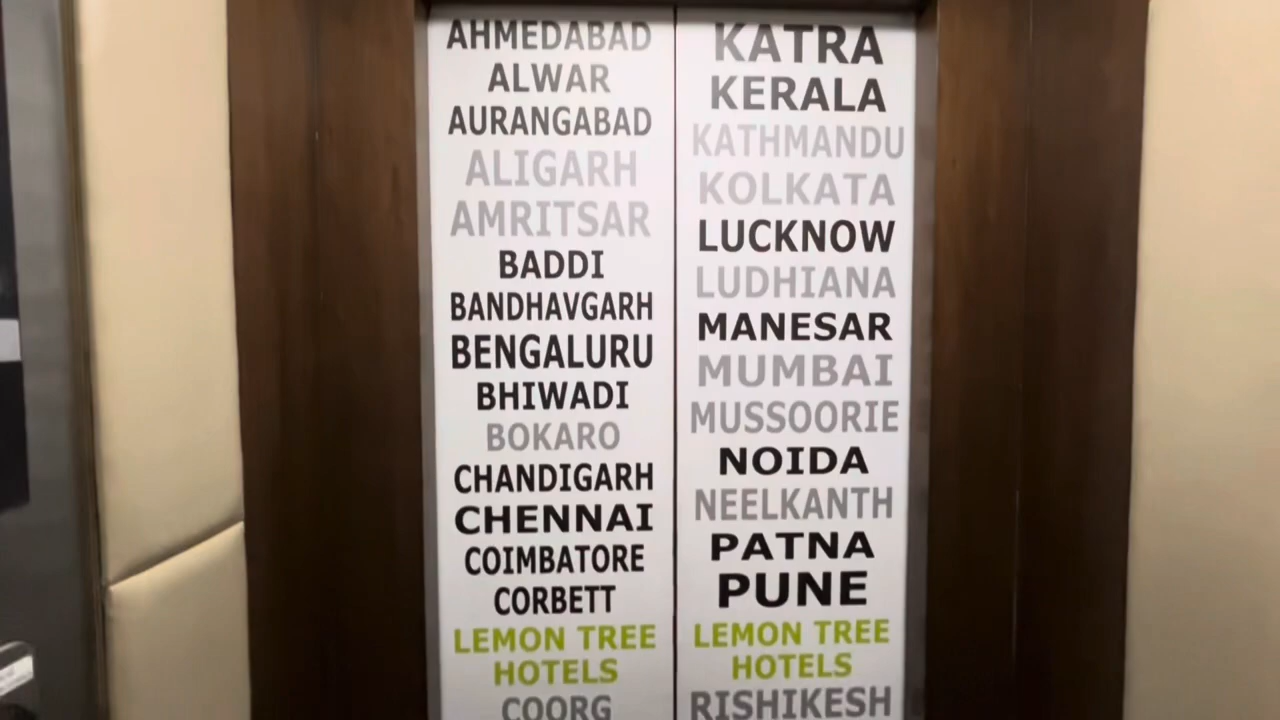 AHMEDABAD
ALWAR
AURANGABAD
ALIGARH
AMRITSAR
BADDI
BANDHAVGARH
BENGALURU
BHIWADI
BOKARO
CHANDIGARH
CHENNAI
COIMBATORE
CORBETT
LEMON TREE
HOTELS
COORG
KATRA
KERALA
KATHMANDU
KOLKATA
LUCKNOW
LUDHIANA
MANESAR
MUMBAI
MUSSOORIE
NOIDA
NEELKANTH
PATNA
PUNE
LEMON TREE
HOTELS
RISHIKESH